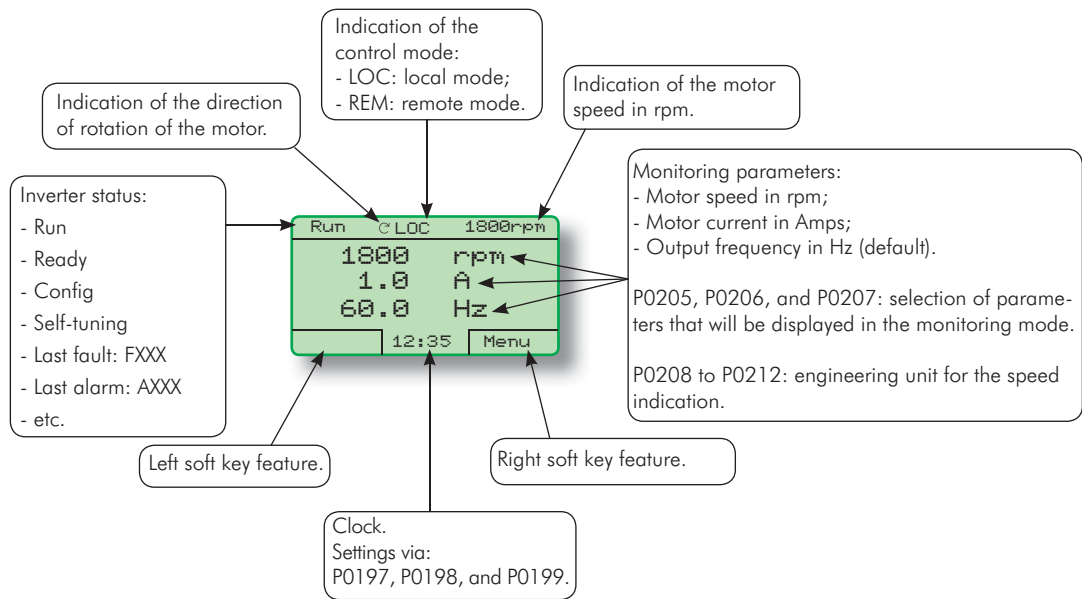 Indication of the
control mode:
- LOC: local mode;
- REM: remote mode.
Indication of the direction
of rotation of the motor.
Indication of the motor
speed in rpm.
Inverter status:
- Run
- Ready
- Config
- Self-tuning
- Last fault: FXXX
- Last alarm: AXXX
- etc.
Run LOC 1800rpm
1800 rpm
1.0 A
60.0 Hz
12:35 Menu
Monitoring parameters:
- Motor speed in rpm;
- Motor current in Amps;
- Output frequency in Hz (default).
P0205, P0206, and P0207: selection of parame-
ters that will be displayed in the monitoring mode.
P0208 to P0212: engineering unit for the speed
indication.
Left soft key feature.
Right soft key feature.
Clock.
Settings via:
P0197, P0198, and P0199.